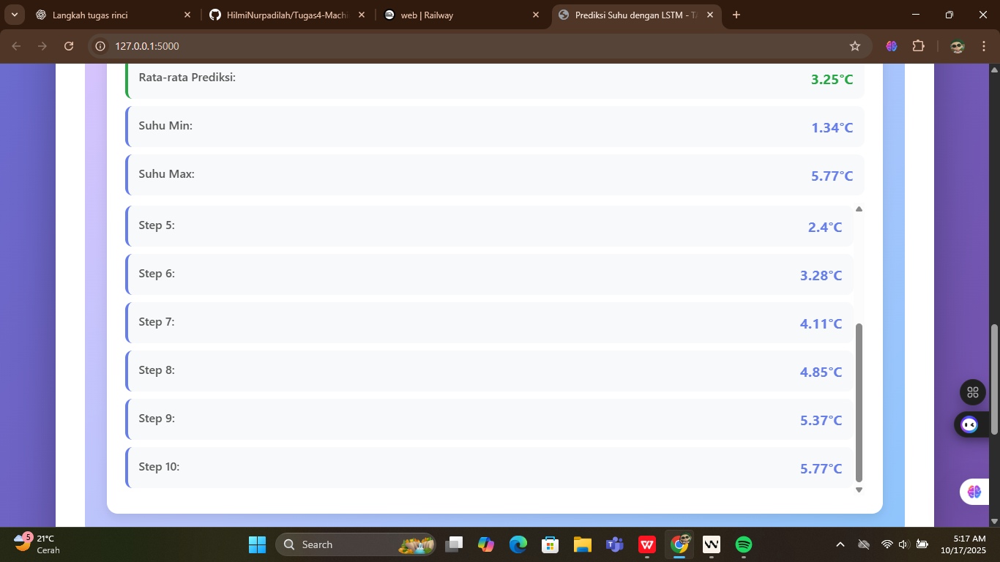 Langkah tugas rinci
HilmiNurpadilah/Tugas4-Machi
web | Railway
Prediksi Suhu dengan LSTM - T
127.0.0.1:5000
Rata-rata Prediksi:
3.25°C
Suhu Min:
1.34°C
Suhu Max:
5.77°C
Step 5:
2.4°C
Step 6:
3.28°C
Step 7:
4.11°C
Step 8:
4.85°C
Step 9:
5.37°C
Step 10:
5.77°C
5
21°C
Cerah
Search
5:17 AM
10/17/2025